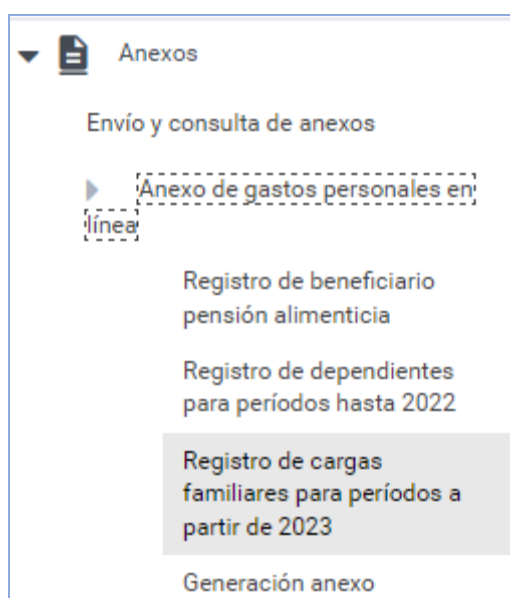 Anexos
Envío y consulta de anexos
Anexo de gastos personales en
línea
Registro de beneficiario
pensión alimenticia
Registro de dependientes
para períodos hasta 2022
Registro de cargas
familiares para períodos a
partir de 2023
Generación anexo